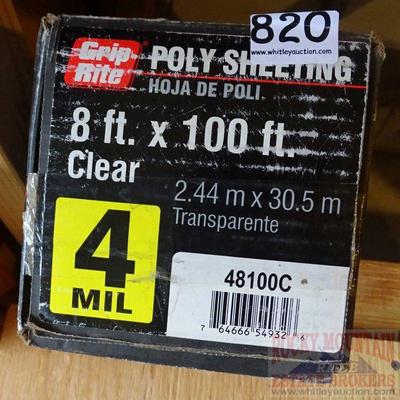 820
www.whitleyauction.com
Grip Rite
POLY SHEETING
HOJA DE POLI
8 ft. x 100 ft.
Clear
2.44 m x 30.5 m
Transparente
4
MIL
48100C
7 64666 54932 6
ROCKY MOUNTAIN
ESTATE BROKERS
www.whitleyauction.com